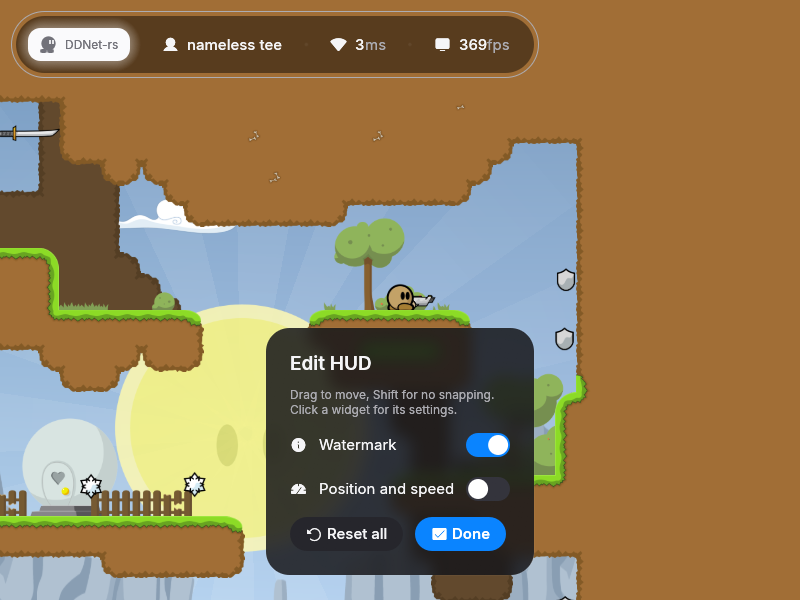 DDNet-rs nameless tee 3ms 369fps
Edit HUD
Drag to move, Shift for no snapping.
Click a widget for its settings.
Watermark
Position and speed
Reset all Done